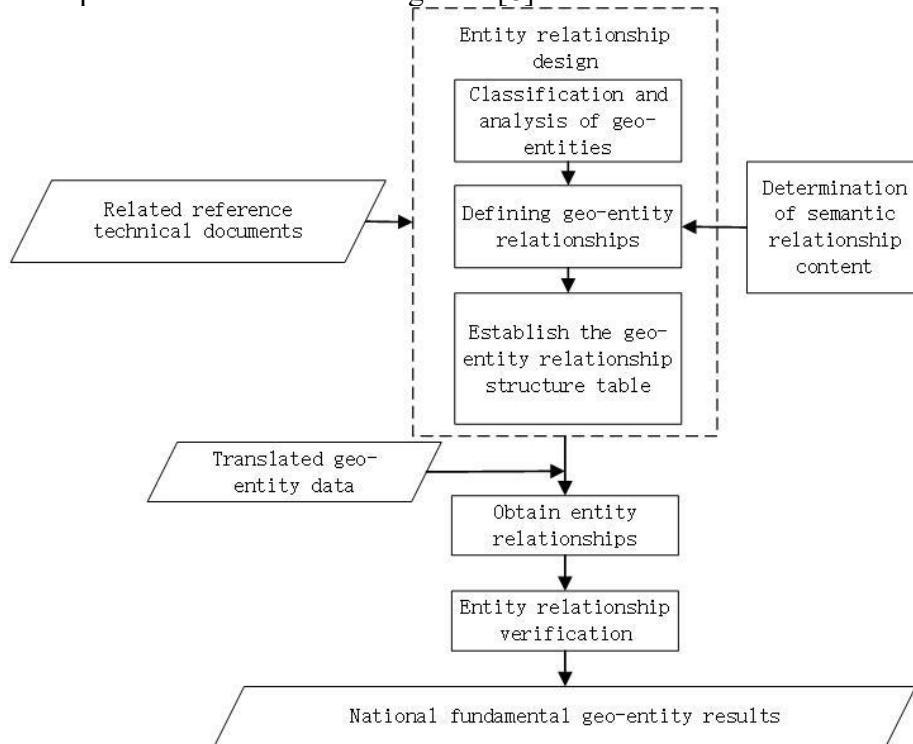 Entity relationship
design
Classification and
analysis of geo-
entities
Related reference
technical documents
Defining geo-entity
relationships
Determination
of semantic
relationship
content
Establish the geo-
entity relationship
structure table
Translated geo-
entity data
Obtain entity
relationships
Entity relationship
verification
National fundamental geo-entity results